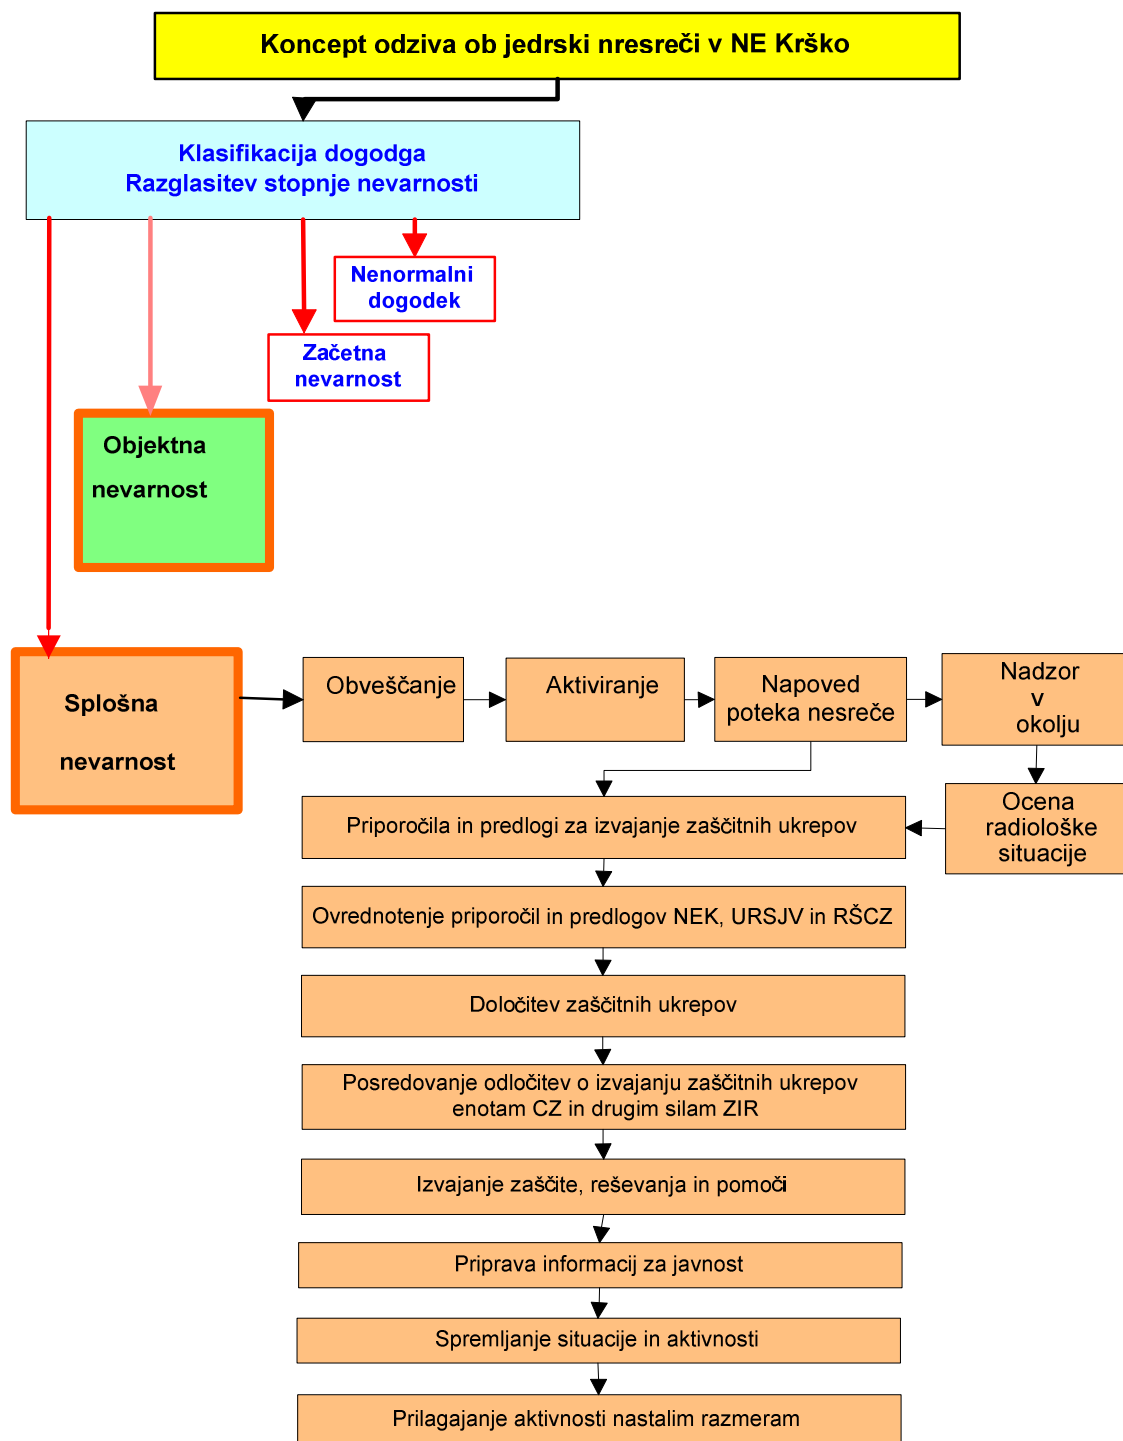 Koncept odziva ob jedrski nresreči v NE Krško
Klasifikacija dogodga
Razglasitev stopnje nevarnosti
Nenormalni
dogodek
Začetna
nevarnost
Objektna
nevarnost
Splošna
nevarnost
Obveščanje
Aktiviranje
Napoved
poteka nesreče
Nadzor
v
okolju
Ocena
radiološke
situacije
Priporočila in predlogi za izvajanje zaščitnih ukrepov
Ovrednotenje priporočil in predlogov NEK, URSJV in RŠCZ
Določitev zaščitnih ukrepov
Posredovanje odločitev o izvajanju zaščitnih ukrepov
enotam CZ in drugim silam ZIR
Izvajanje zaščite, reševanja in pomoči
Priprava informacij za javnost
Spremljanje situacije in aktivnosti
Prilagajanje aktivnosti nastalim razmeram